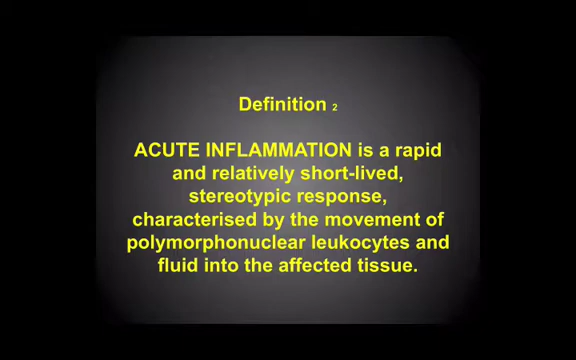 Definition 2
ACUTE INFLAMMATION is a rapid
and relatively short-lived,
stereotypic response,
characterised by the movement of
polymorphonuclear leukocytes and
fluid into the affected tissue.